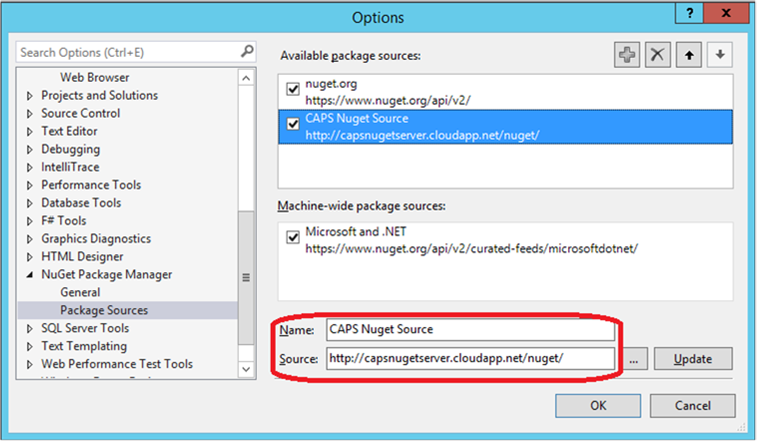 Options
?
x
Search Options (Ctrl+E)
Web Browser
Projects and Solutions
Source Control
Text Editor
Debugging
IntelliTrace
Performance Tools
Database Tools
F# Tools
Graphics Diagnostics
HTML Designer
NuGet Package Manager
General
Package Sources
SQL Server Tools
Text Templating
Web Performance Test Tools
Available package sources:
nuget.org
https://www.nuget.org/api/v2/
CAPS Nuget Source
http://capsnugetserver.cloudapp.net/nuget/
Machine-wide package sources:
Microsoft and .NET
https://www.nuget.org/api/v2/curated-feeds/microsoftdotnet/
Name: CAPS Nuget Source
Source: http://capsnugetserver.cloudapp.net/nuget/ ... Update
OK Cancel